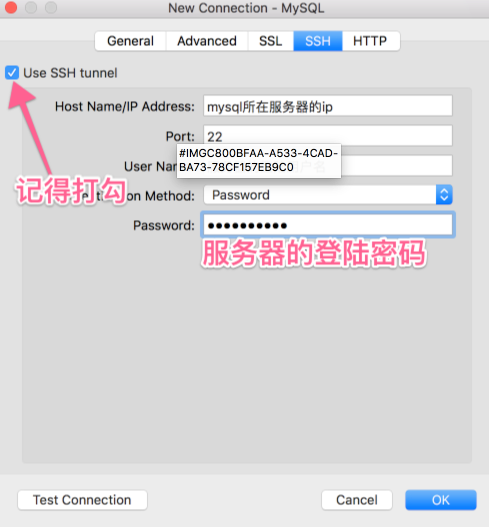 New Connection - MySQL
General Advanced SSL SSH HTTP
Use SSH tunnel
Host Name/IP Address: mysql所在服务器的ip
Port: 22
#IMGC800BFAA-A533-4CAD-
BA73-78CF157EB9C0
User Nam
记得打勾
on Method: Password
Password: ●●●●●●●●●●
服务器的登陆密码
Test Connection Cancel OK